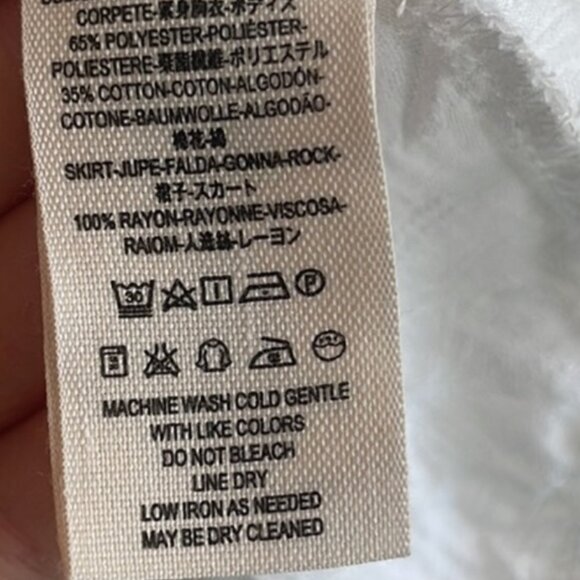 CORPETE-緊身胸衣-ボディス
65% POLYESTER-POLIÉSTER-
POLIESTERE-聚酯纖維-ポリエステル
35% COTTON-COTON-ALGODÓN-
COTONE-BAUMWOLLE-ALGODÃO-
棉花-綿
SKIRT-JUPE-FALDA-GONNA-ROCK-
裙子-スカート
100% RAYON-RAYONNE-VISCOSA-
RAIOM-人造絲-レーヨン
30 P
MACHINE WASH COLD GENTLE
WITH LIKE COLORS
DO NOT BLEACH
LINE DRY
LOW IRON AS NEEDED
MAY BE DRY CLEANED